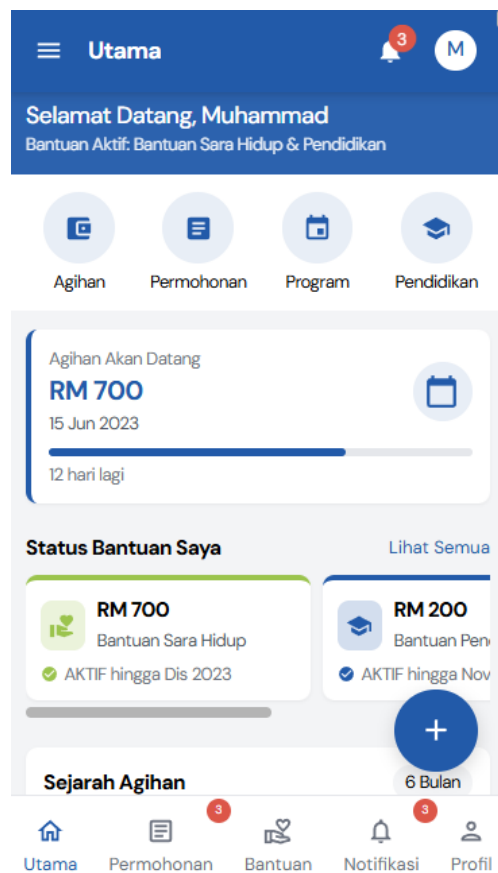 Utama
3
M
Selamat Datang, Muhammad
Bantuan Aktif: Bantuan Sara Hidup & Pendidikan
Agihan Permohonan Program Pendidikan
Agihan Akan Datang
RM 700
15 Jun 2023
12 hari lagi
Status Bantuan Saya Lihat Semua
RM 700
Bantuan Sara Hidup
AKTIF hingga Dis 2023
RM 200
Bantuan
AKTIF hingga Nov
+
Sejarah Agihan 6 Bulan
3 3
Utama Permohonan Bantuan Notifikasi Profil